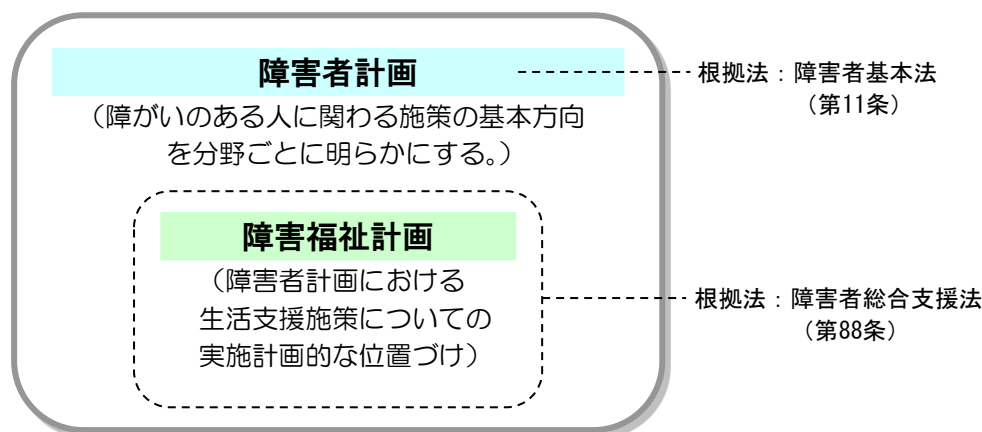 障害者計画
(障がいのある人に関わる施策の基本方向
を分野ごとに明らかにする。)
根拠法:障害者基本法
(第11条)
障害福祉計画
(障害者計画における
生活支援施策についての
実施計画的な位置づけ)
根拠法:障害者総合支援法
(第88条)